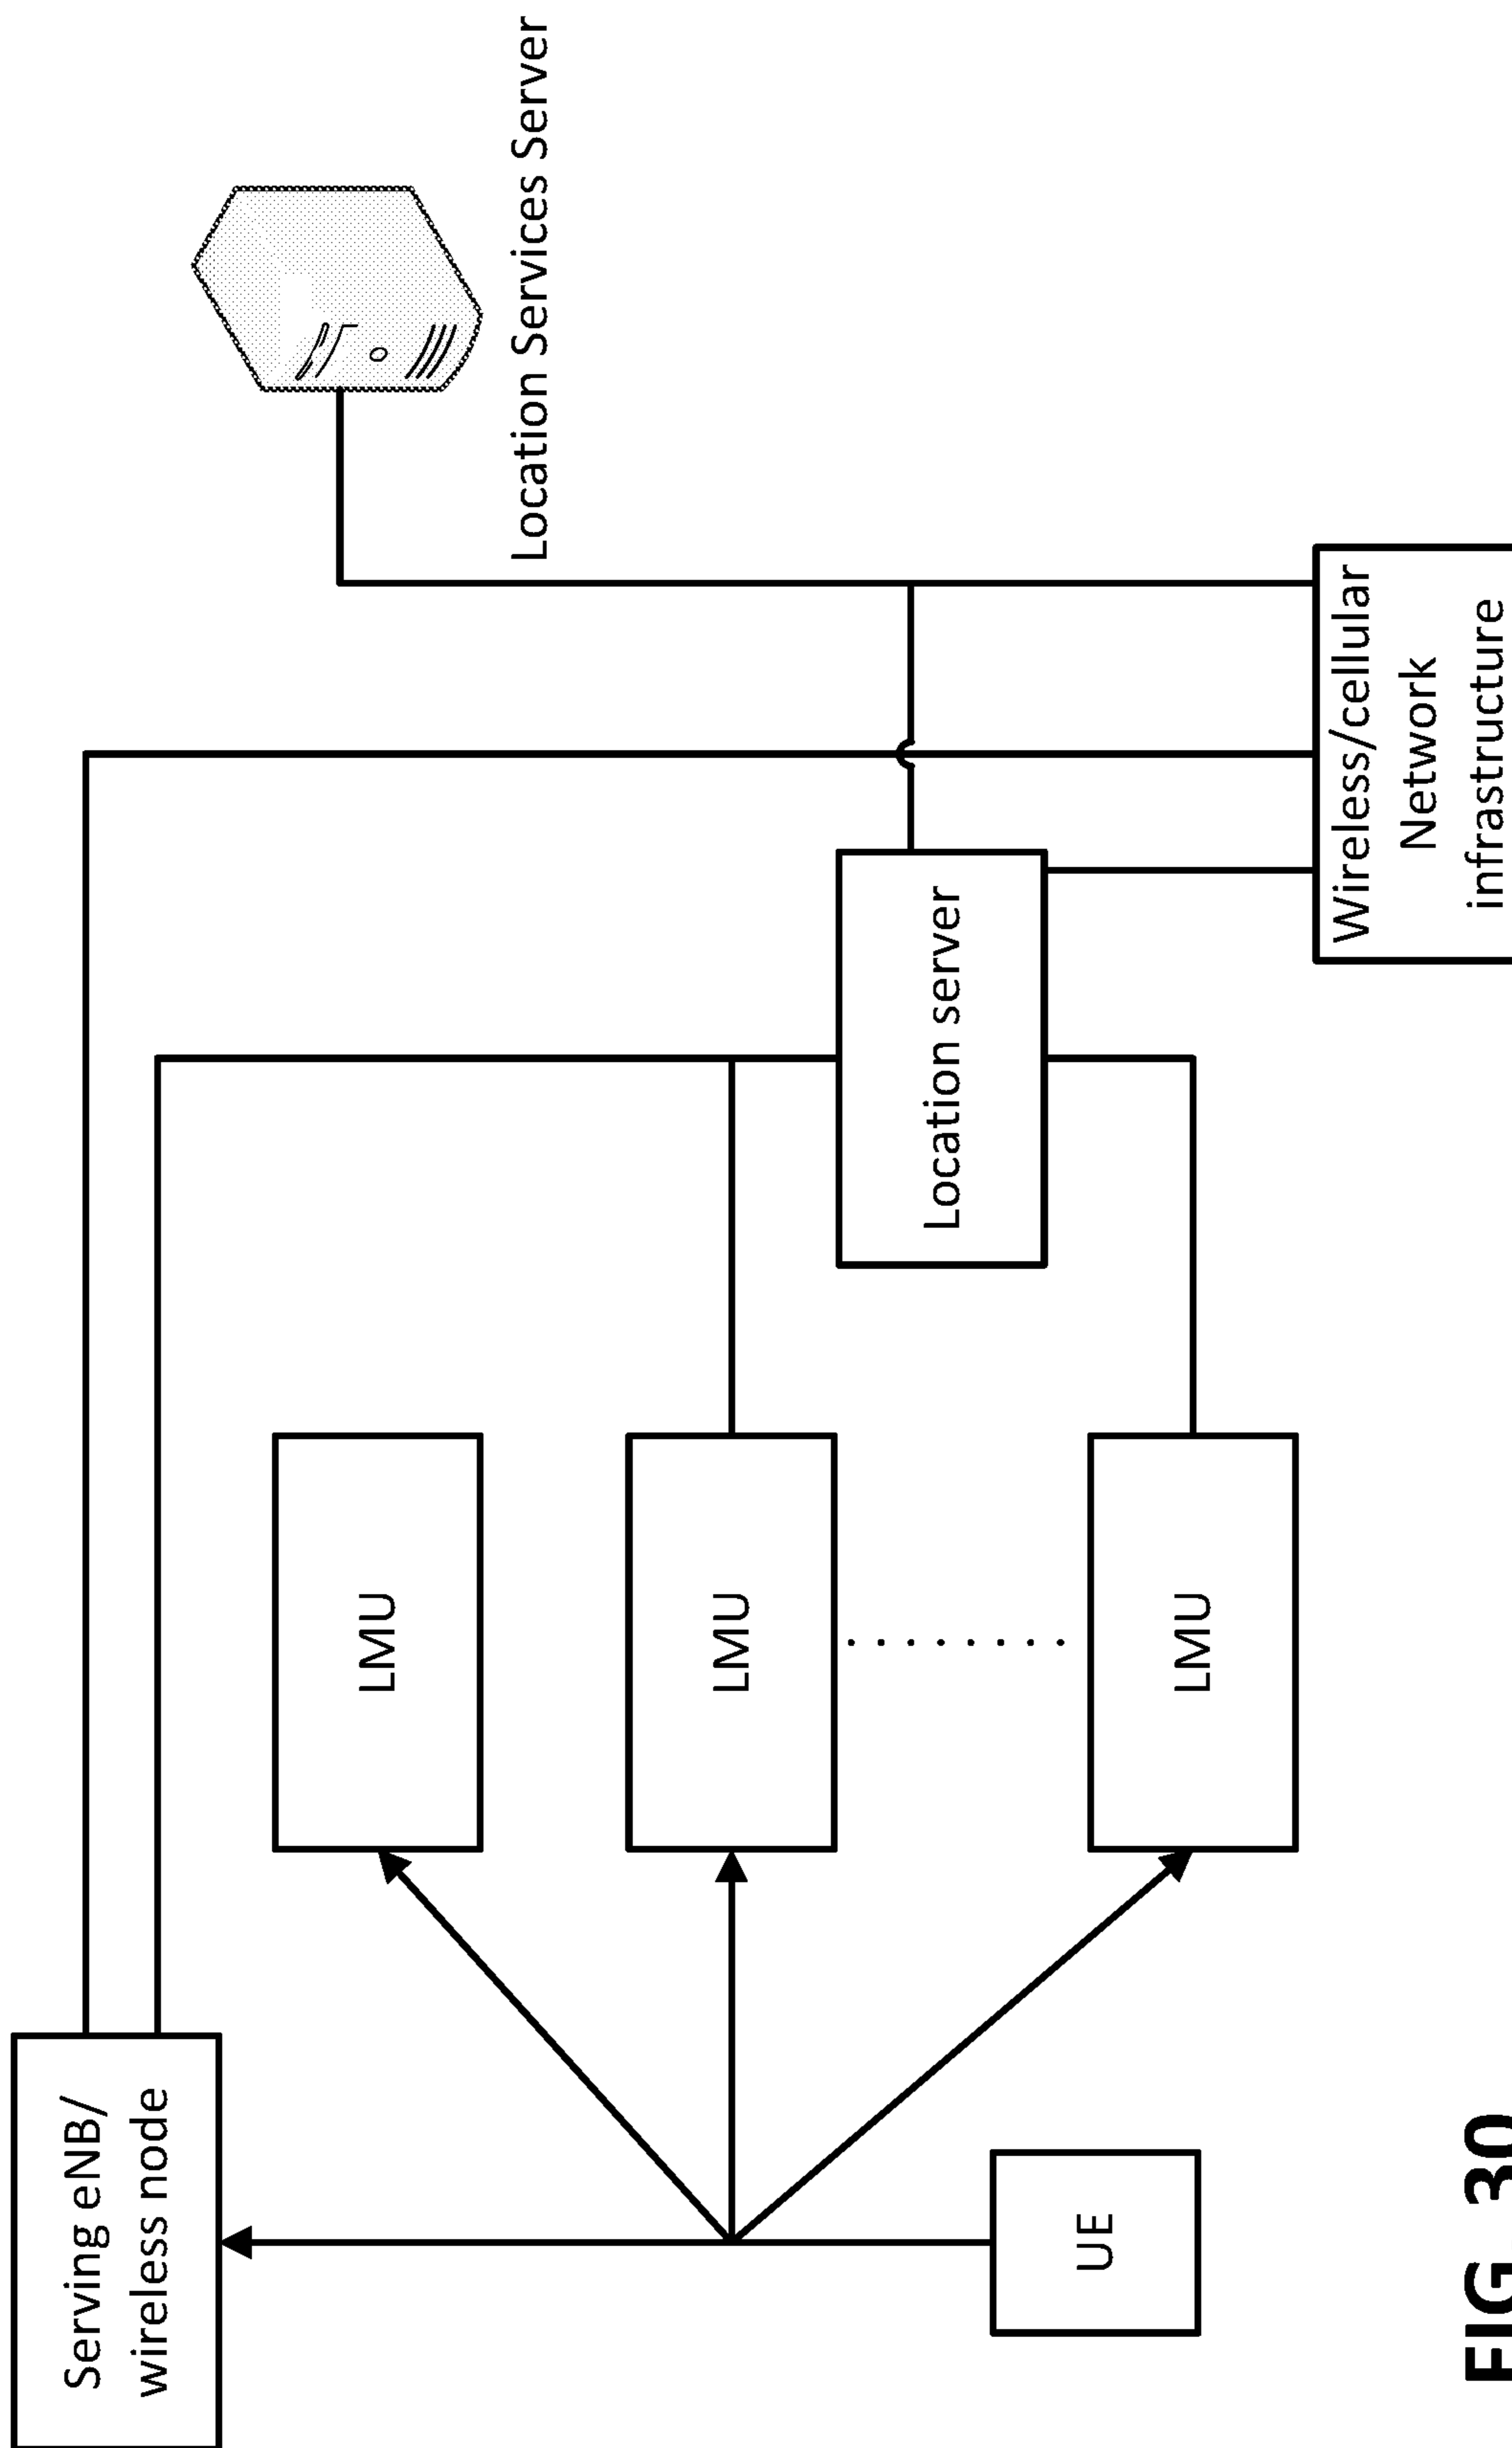 Serving eNB/
wireless node
LMU
LMU
LMU
UE
Location server
Location Services Server
Wireless/cellular
Network
infrastructure
FIG. 30